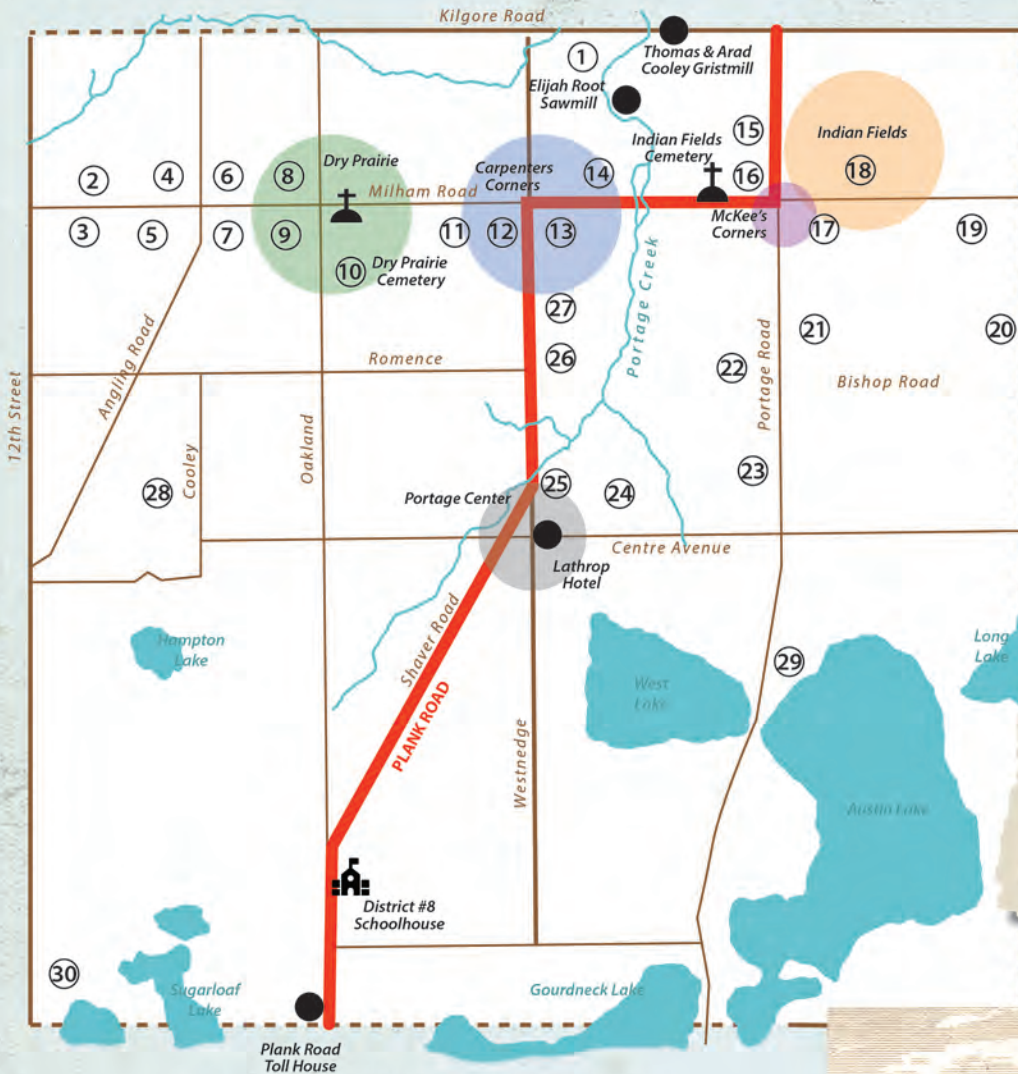 Kilgore Road
1
Thomas & Arad
Cooley Gristmill
Elijah Root
Sawmill
15
Indian Fields
Indian Fields
Cemetery
18
2
4
6
8
Dry Prairie
Carpenters
Corners
14
16
Milham Road
McKee's
Corners
3
5
7
9
11
12
13
17
19
10
Dry Prairie
Cemetery
Portage Creek
27
21
20
Angling Road
Romence
26
22
Portage Road
Bishop Road
12th Street
Cooley
Oakland
28
Portage Center
25
24
23
Centre Avenue
Lathrop
Hotel
Hampton
Lake
Shaver Road
PLANK ROAD
Westnedge
West
Lake
29
Long
Lake
Austin Lake
District #8
Schoolhouse
30
Sugarloaf
Lake
Gourdneck Lake
Plank Road
Toll House